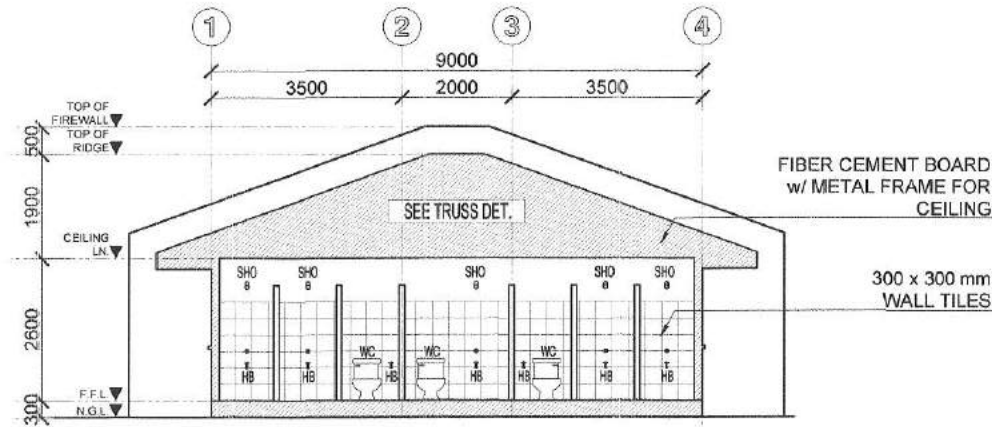 1
2
3
4
9000
3500
2000
3500
TOP OF
FIREWALL
500
TOP OF
RIDGE
1900
CEILING
LN.
2600
F.F.L.
300
N.G.L
SEE TRUSS DET.
FIBER CEMENT BOARD
w/ METAL FRAME FOR
CEILING
300 x 300 mm
WALL TILES
SHO
SHO
SHO
SHO
SHO
WC
WC
WC
HB
HB
HB
HB
HB
HB
HB